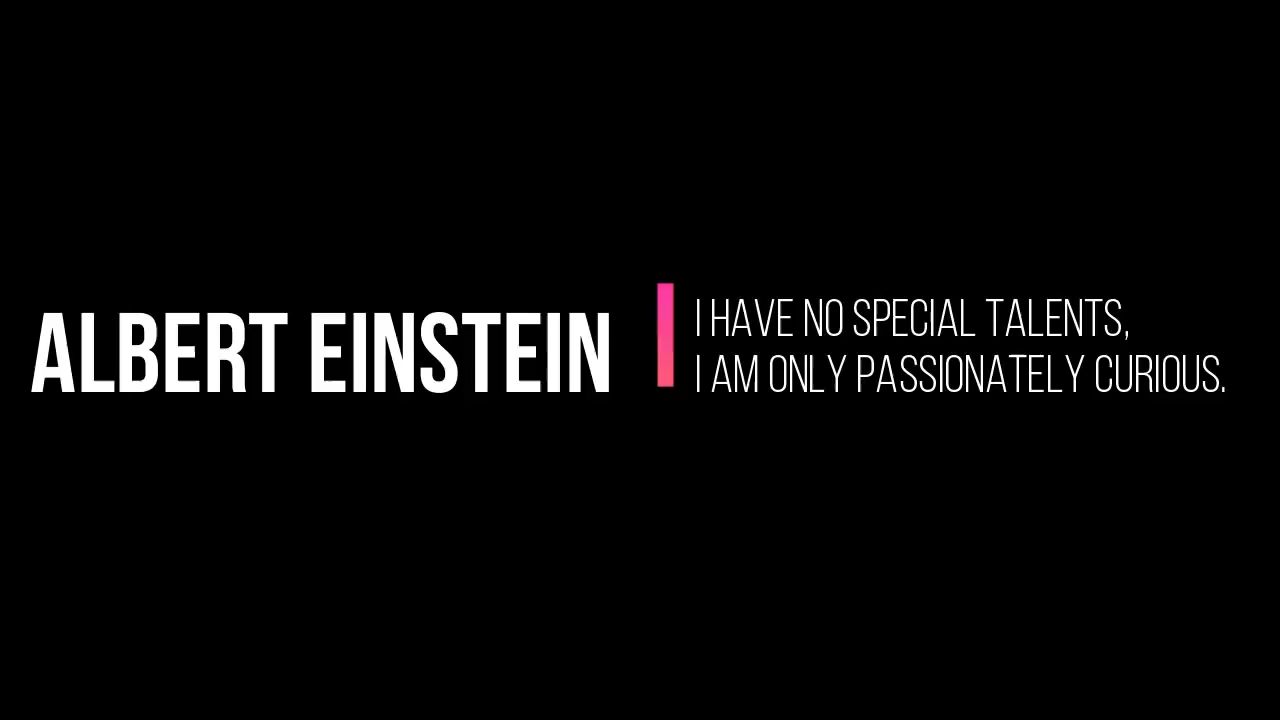 ALBERT EINSTEIN
I HAVE NO SPECIAL TALENTS,
I AM ONLY PASSIONATELY CURIOUS.